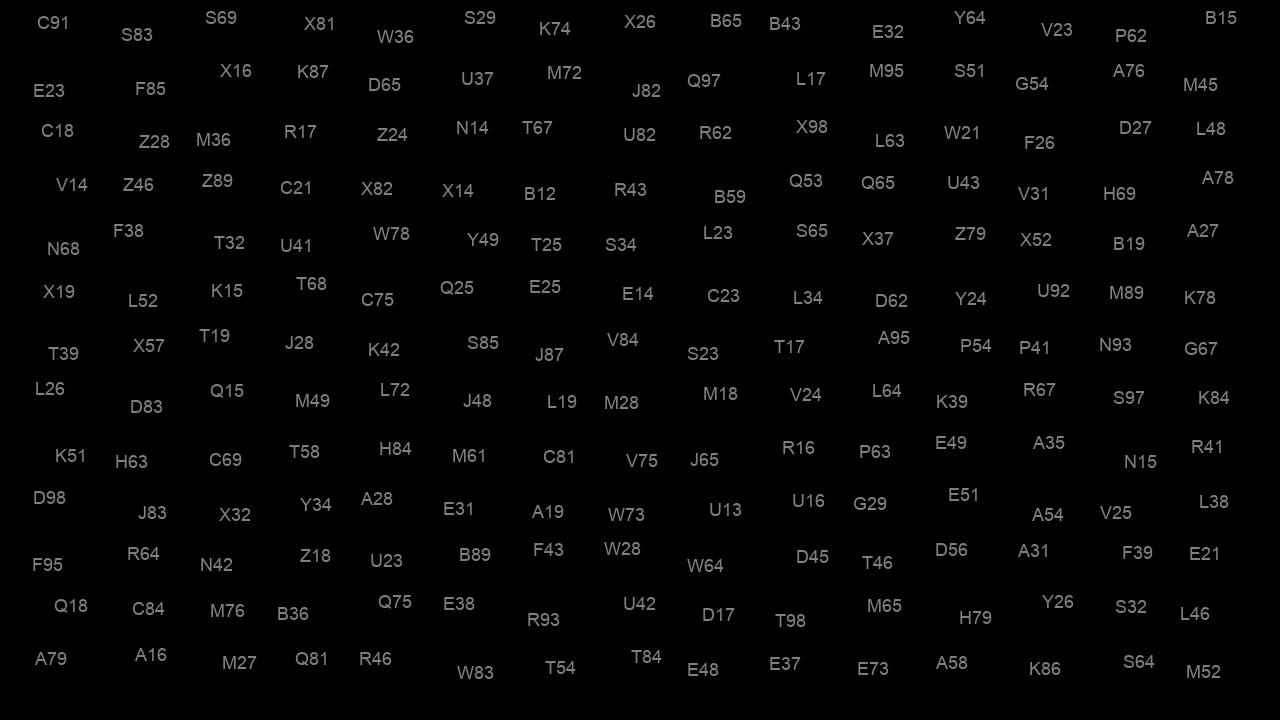 C91 S83 S69 X81 W36 S29 K74 X26 B65 B43 E32 Y64 V23 P62 B15
E23 F85 X16 K87 D65 U37 M72 J82 Q97 L17 M95 S51 G54 A76 M45
C18 Z28 M36 R17 Z24 N14 T67 U82 R62 X98 L63 W21 F26 D27 L48
V14 Z46 Z89 C21 X82 X14 B12 R43 B59 Q53 Q65 U43 V31 H69 A78
N68 F38 T32 U41 W78 Y49 T25 S34 L23 S65 X37 Z79 X52 B19 A27
X19 L52 K15 T68 C75 Q25 E25 E14 C23 L34 D62 Y24 U92 M89 K78
T39 X57 T19 J28 K42 S85 J87 V84 S23 T17 A95 P54 P41 N93 G67
L26 D83 Q15 M49 L72 J48 L19 M28 M18 V24 L64 K39 R67 S97 K84
K51 H63 C69 T58 H84 M61 C81 V75 J65 R16 P63 E49 A35 N15 R41
D98 J83 X32 Y34 A28 E31 A19 W73 U13 U16 G29 E51 A54 V25 L38
F95 R64 N42 Z18 U23 B89 F43 W28 W64 D45 T46 D56 A31 F39 E21
Q18 C84 M76 B36 Q75 E38 R93 U42 D17 T98 M65 H79 Y26 S32 L46
A79 A16 M27 Q81 R46 W83 T54 T84 E48 E37 E73 A58 K86 S64 M52